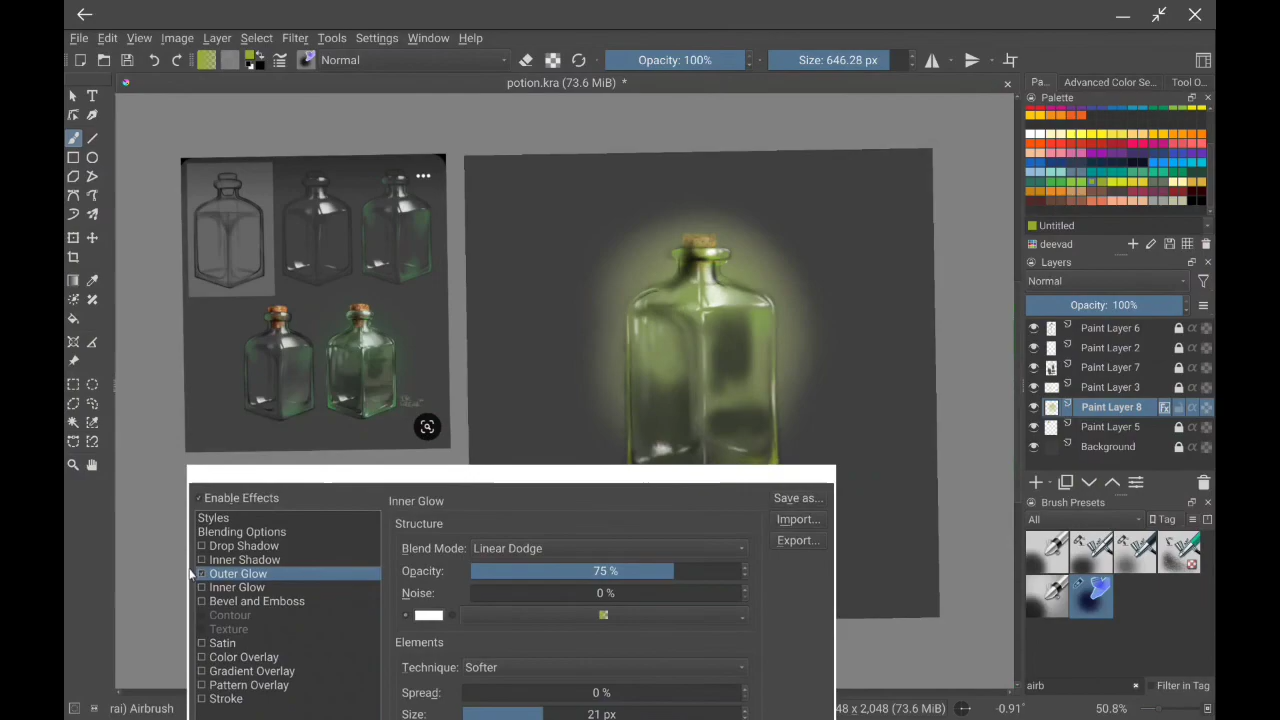 File Edit View Image Layer Select Filter Tools Settings Window Help
Normal
Opacity: 100%
Size: 646.28 px
potion.kra (73.6 MiB) *
Pa...
Advanced Color Se...
Tool O...
Palette
Untitled
deevad
Layers
Normal
Opacity: 100%
Paint Layer 6
Paint Layer 2
Paint Layer 7
Paint Layer 3
Paint Layer 8
Paint Layer 5
Background
Brush Presets
All
Tag
airb
Filter in Tag
Enable Effects
Styles
Blending Options
Drop Shadow
Inner Shadow
Outer Glow
Inner Glow
Bevel and Emboss
Contour
Texture
Satin
Color Overlay
Gradient Overlay
Pattern Overlay
Stroke
Inner Glow
Structure
Blend Mode: Linear Dodge
Opacity: 75 %
Noise: 0 %
Elements
Technique: Softer
Spread: 0 %
Size: 21 px
Save as...
Import...
Export...
rai) Airbrush
48 x 2,048 (73.6 MiB)
-0.91°
50.8%